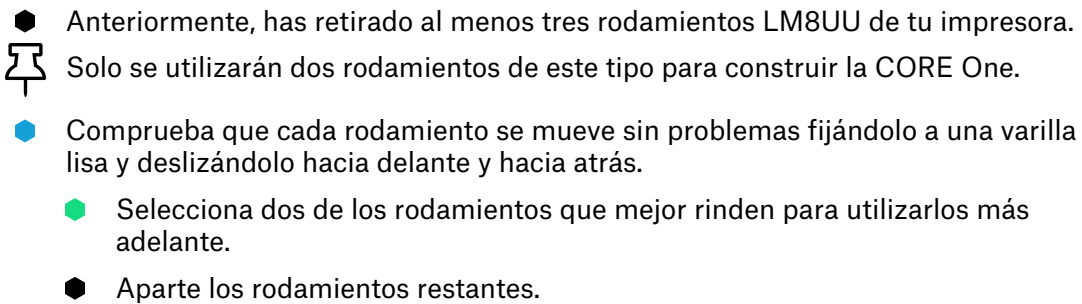 Anteriormente, has retirado al menos tres rodamientos LM8UU de tu impresora.
Solo se utilizarán dos rodamientos de este tipo para construir la CORE One.
Comprueba que cada rodamiento se mueve sin problemas fijándolo a una varilla
lisa y deslizándolo hacia delante y hacia atrás.
Selecciona dos de los rodamientos que mejor rinden para utilizarlos más
adelante.
Aparte los rodamientos restantes.